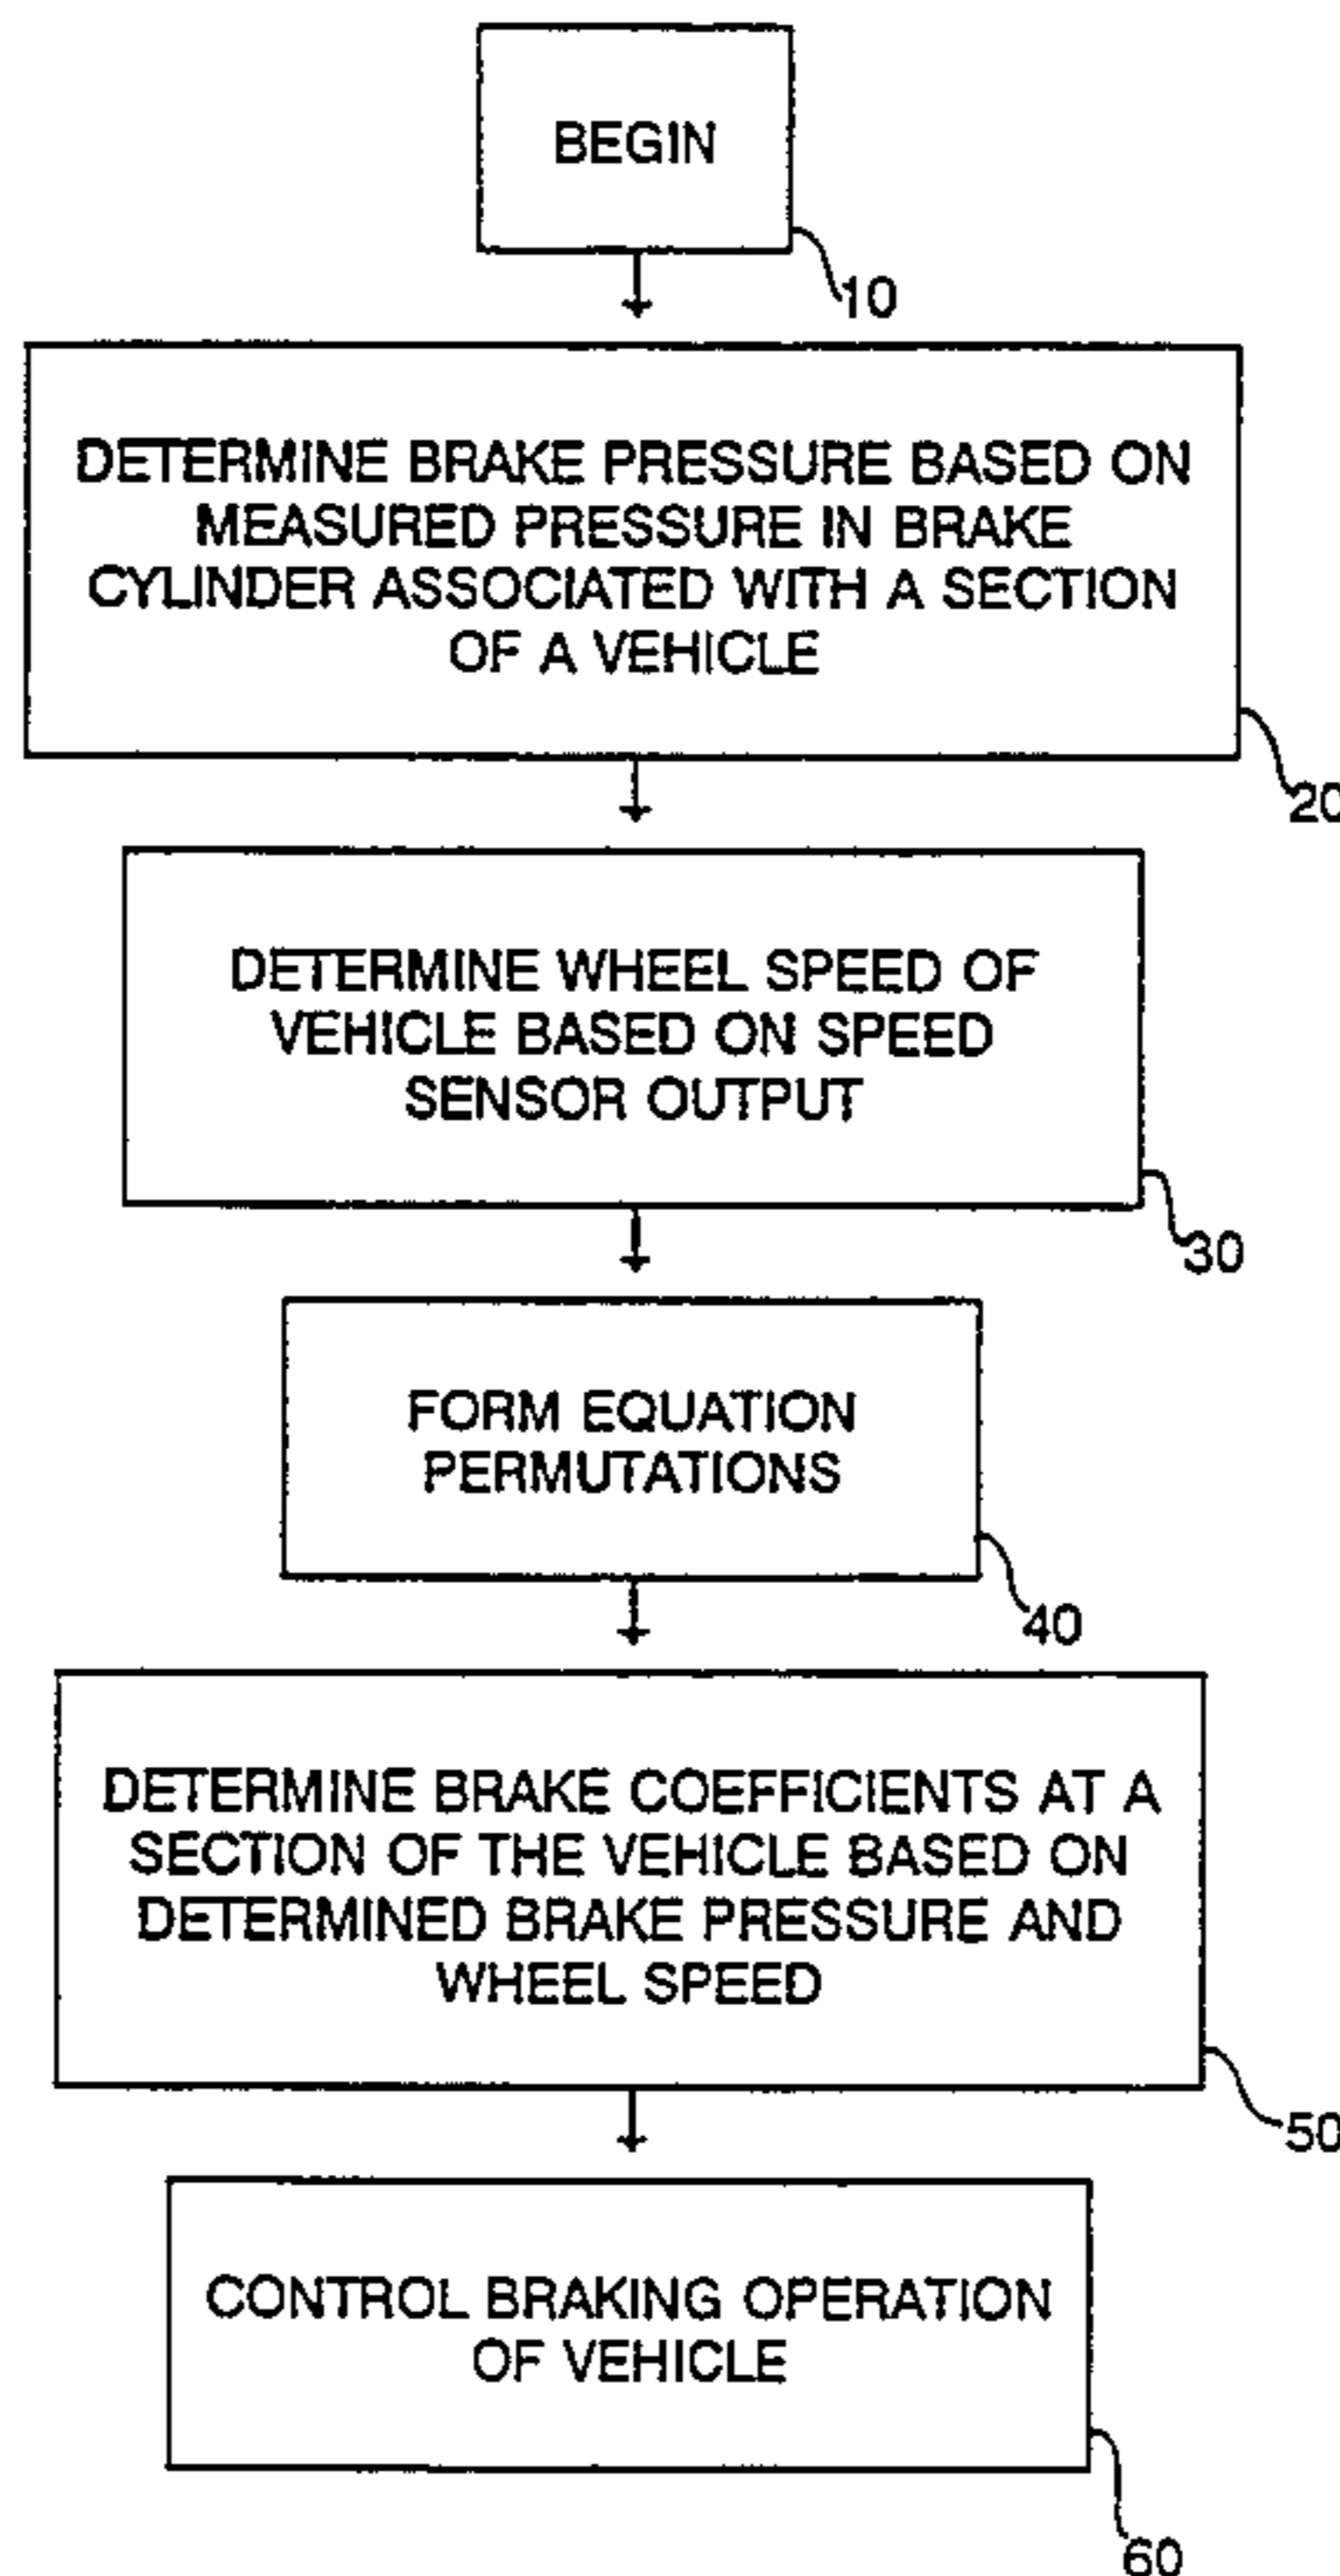 BEGIN
10
DETERMINE BRAKE PRESSURE BASED ON
MEASURED PRESSURE IN BRAKE
CYLINDER ASSOCIATED WITH A SECTION
OF A VEHICLE
20
DETERMINE WHEEL SPEED OF
VEHICLE BASED ON SPEED
SENSOR OUTPUT
30
FORM EQUATION
PERMUTATIONS
40
DETERMINE BRAKE COEFFICIENTS AT A
SECTION OF THE VEHICLE BASED ON
DETERMINED BRAKE PRESSURE AND
WHEEL SPEED
50
CONTROL BRAKING OPERATION
OF VEHICLE
60